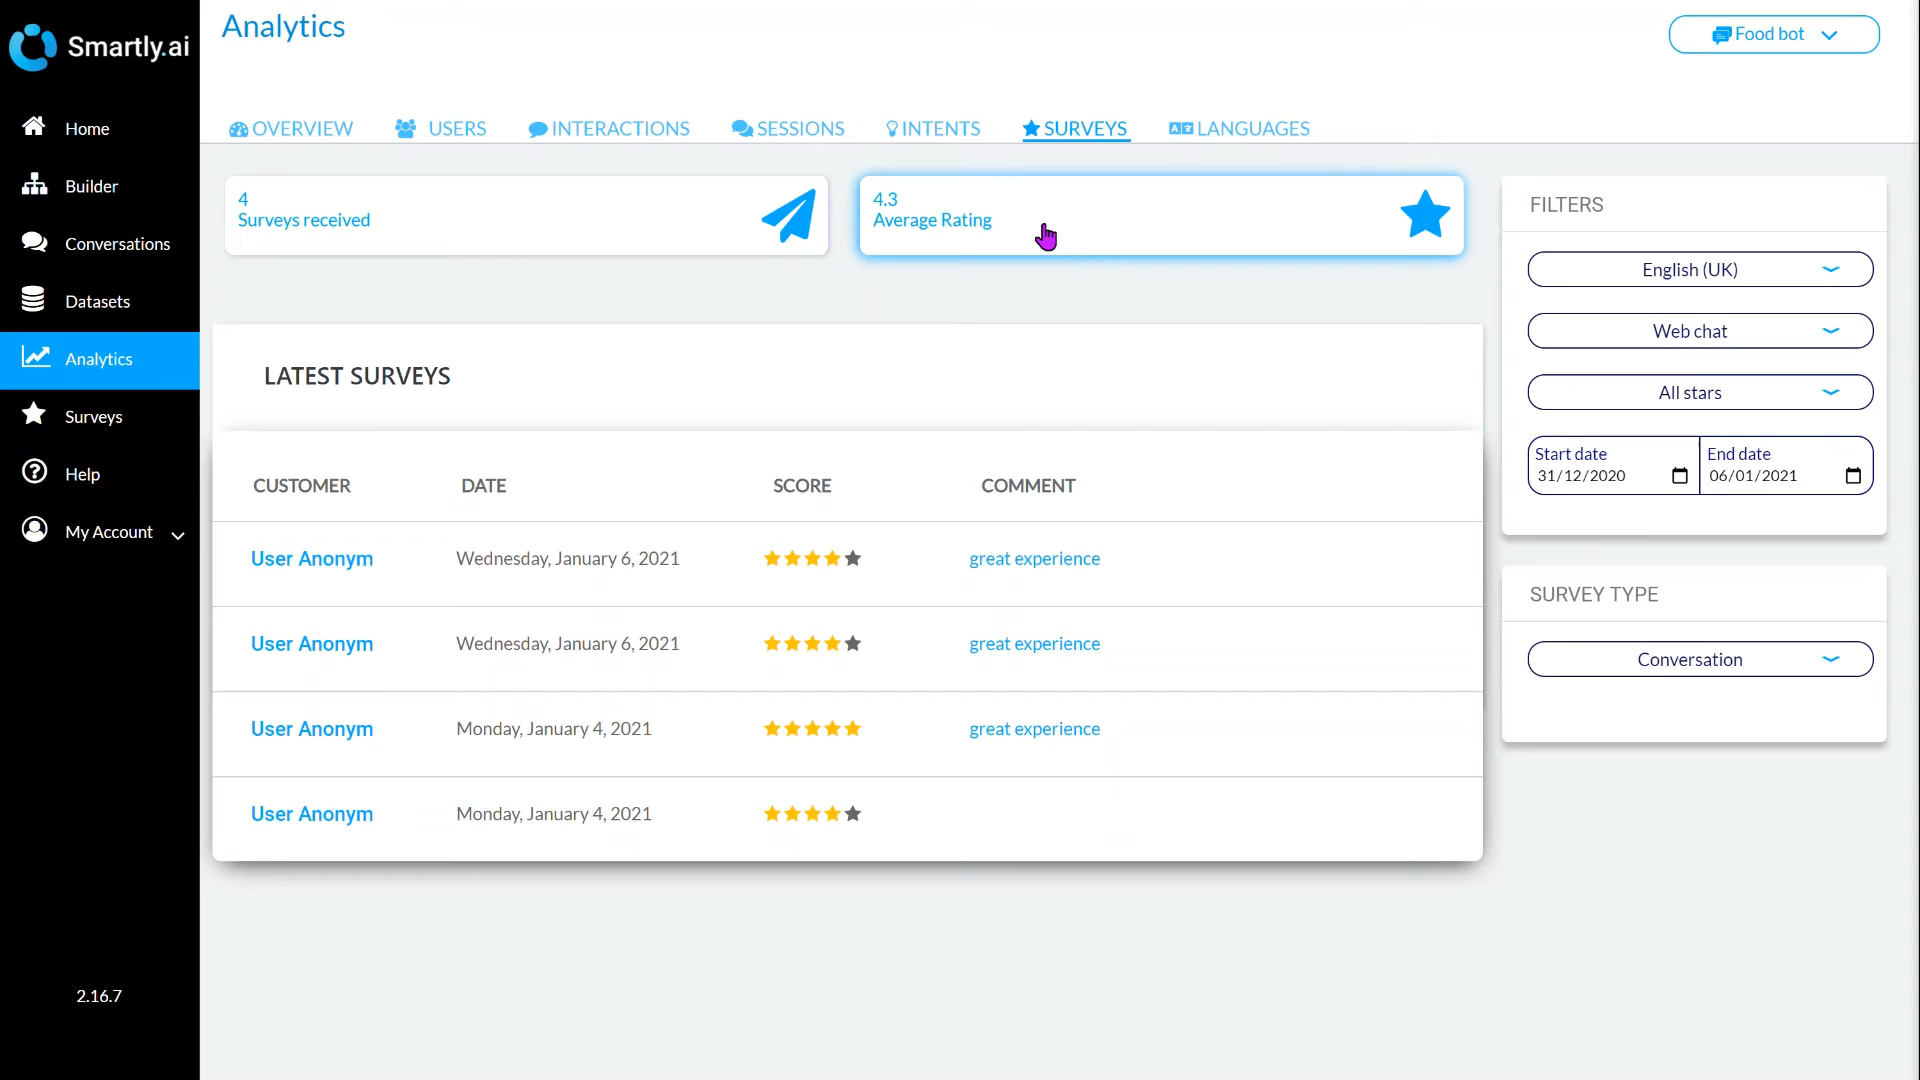 Smartly.ai
Home
Builder
Conversations
Datasets
Analytics
Surveys
Help
My Account
2.16.7
Analytics
Food bot
OVERVIEW
USERS
INTERACTIONS
SESSIONS
INTENTS
SURVEYS
LANGUAGES
4
Surveys received
4.3
Average Rating
LATEST SURVEYS
CUSTOMER DATE SCORE COMMENT
User Anonym Wednesday, January 6, 2021 great experience
User Anonym Wednesday, January 6, 2021 great experience
User Anonym Monday, January 4, 2021 great experience
User Anonym Monday, January 4, 2021
FILTERS
English (UK)
Web chat
All stars
Start date
31/12/2020
End date
06/01/2021
SURVEY TYPE
Conversation